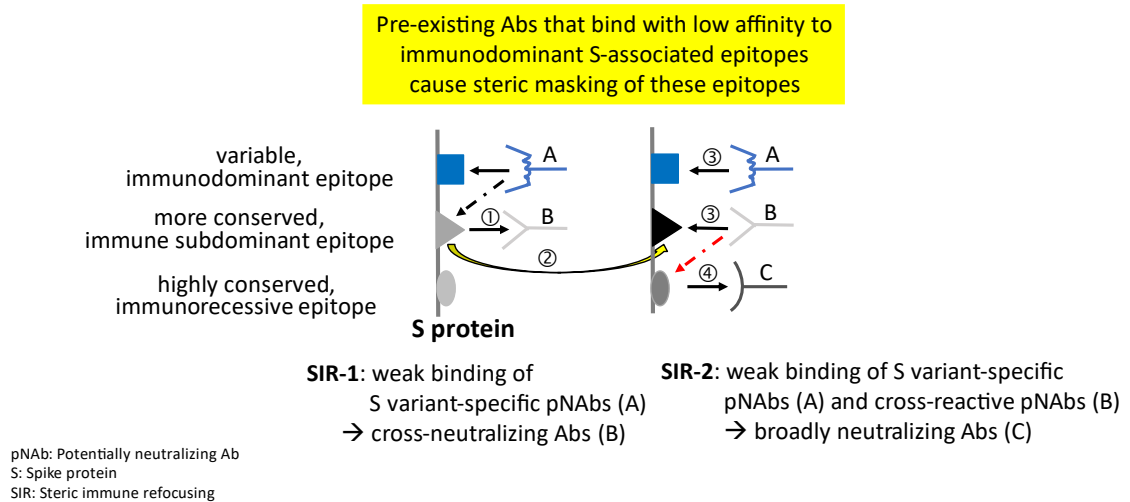 Pre-existing Abs that bind with low affinity to
immunodominant S-associated epitopes
cause steric masking of these epitopes
variable,
immunodominant epitope
A
③
A
more conserved,
immune subdominant epitope
①
B
③
B
②
highly conserved,
immunorecessive epitope
④
C
S protein
SIR-1: weak binding of
S variant-specific pNAbs (A)
→ cross-neutralizing Abs (B)
SIR-2: weak binding of S variant-specific
pNAbs (A) and cross-reactive pNAbs (B)
→ broadly neutralizing Abs (C)
pNAb: Potentially neutralizing Ab
S: Spike protein
SIR: Steric immune refocusing